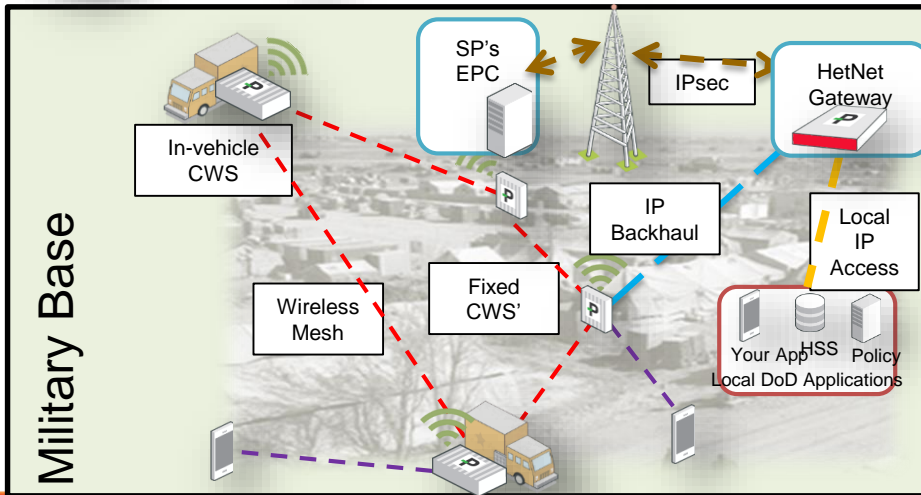 SP's
EPC
IPsec
HetNet
Gateway
In-vehicle
CWS
IP
Backhaul
Local
IP
Access
Fixed
CWS'
Wireless
Mesh
Your App
HSS
Policy
Local DoD Applications
Military Base